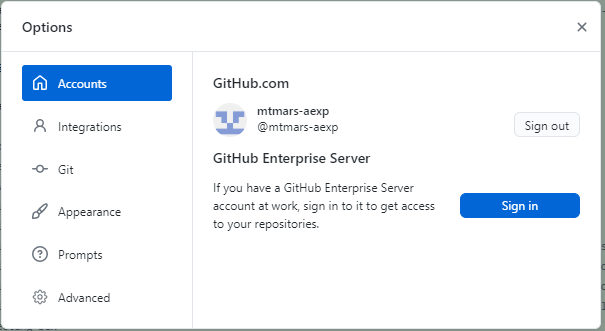 Options
Accounts
Integrations
Git
Appearance
Prompts
Advanced
GitHub.com
mtmars-aexp
@mtmars-aexp
Sign out
GitHub Enterprise Server
If you have a GitHub Enterprise Server
account at work, sign in to it to get access
to your repositories.
Sign in